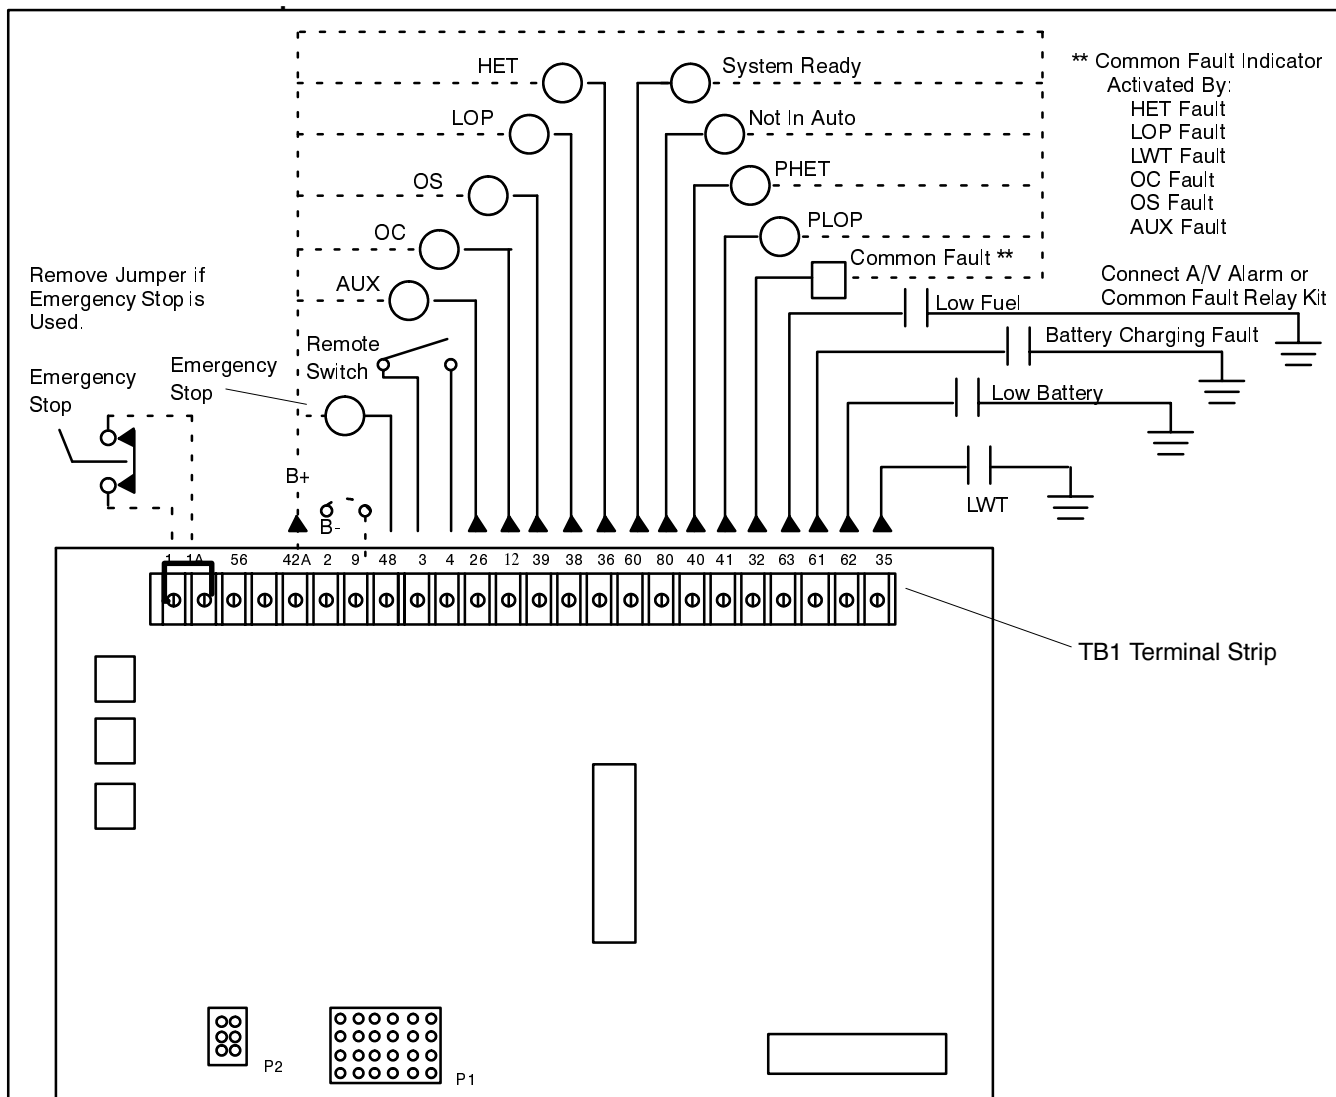 HET
System Ready
** Common Fault Indicator
Activated By:
HET Fault
LOP Fault
LWT Fault
OC Fault
OS Fault
AUX Fault
LOP
Not In Auto
OS
PHET
OC
PLOP
Common Fault **
AUX
Low Fuel
Connect A/V Alarm or
Common Fault Relay Kit
Remove Jumper if
Emergency Stop is
Used.
Remote
Switch
Battery Charging Fault
Emergency
Stop
Emergency
Stop
Low Battery
B+
B-
LWT
1 1A 56 42A 2 9 48 3 4 26 12 39 38 36 60 80 40 41 32 63 61 62 35
TB1 Terminal Strip
P2
P1